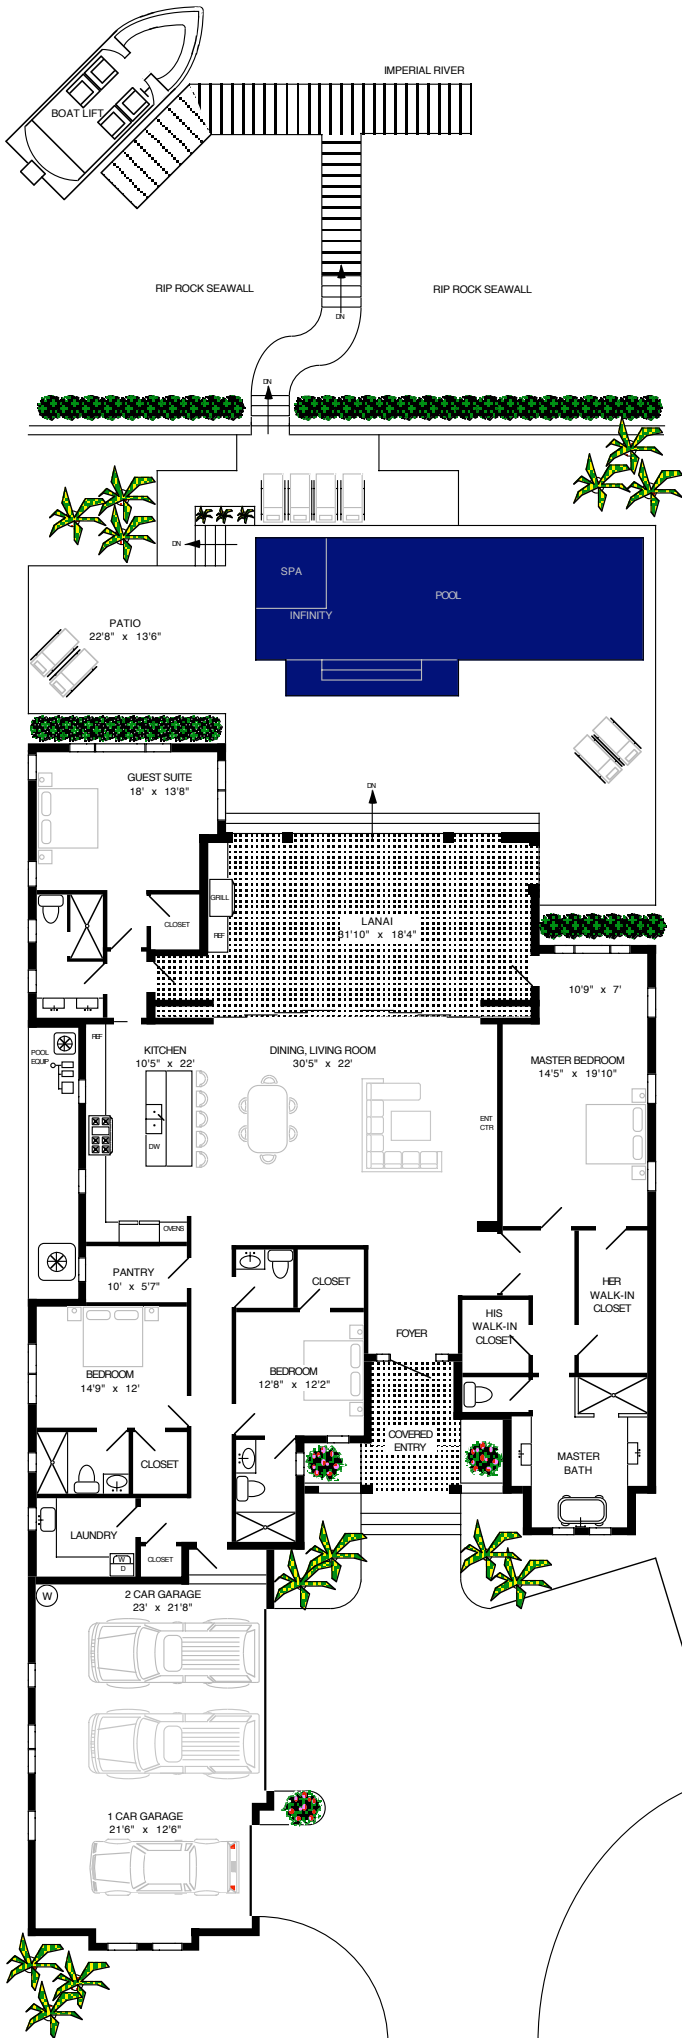 IMPERIAL RIVER
BOAT LIFT
RIP ROCK SEAWALL
RIP ROCK SEAWALL
DN
DN
DN
SPA
POOL
INFINITY
PATIO
22'8" x 13'6"
GUEST SUITE
18' x 13'8"
DN
GRILL
CLOSET
REF
LANAI
31'10" x 18'4"
10'9" x 7'
REF
POOL
EQUIP
KITCHEN
10'5" x 22'
DINING, LIVING ROOM
30'5" x 22'
MASTER BEDROOM
14'5" x 19'10"
ENT
CTR
DW
OVENS
PANTRY
10' x 5'7"
CLOSET
HER
WALK-IN
CLOSET
HIS
WALK-IN
CLOSET
FOYER
BEDROOM
14'9" x 12'
BEDROOM
12'8" x 12'2"
COVERED
ENTRY
CLOSET
MASTER
BATH
LAUNDRY
W
D
CLOSET
W
2 CAR GARAGE
23' x 21'8"
1 CAR GARAGE
21'6" x 12'6"